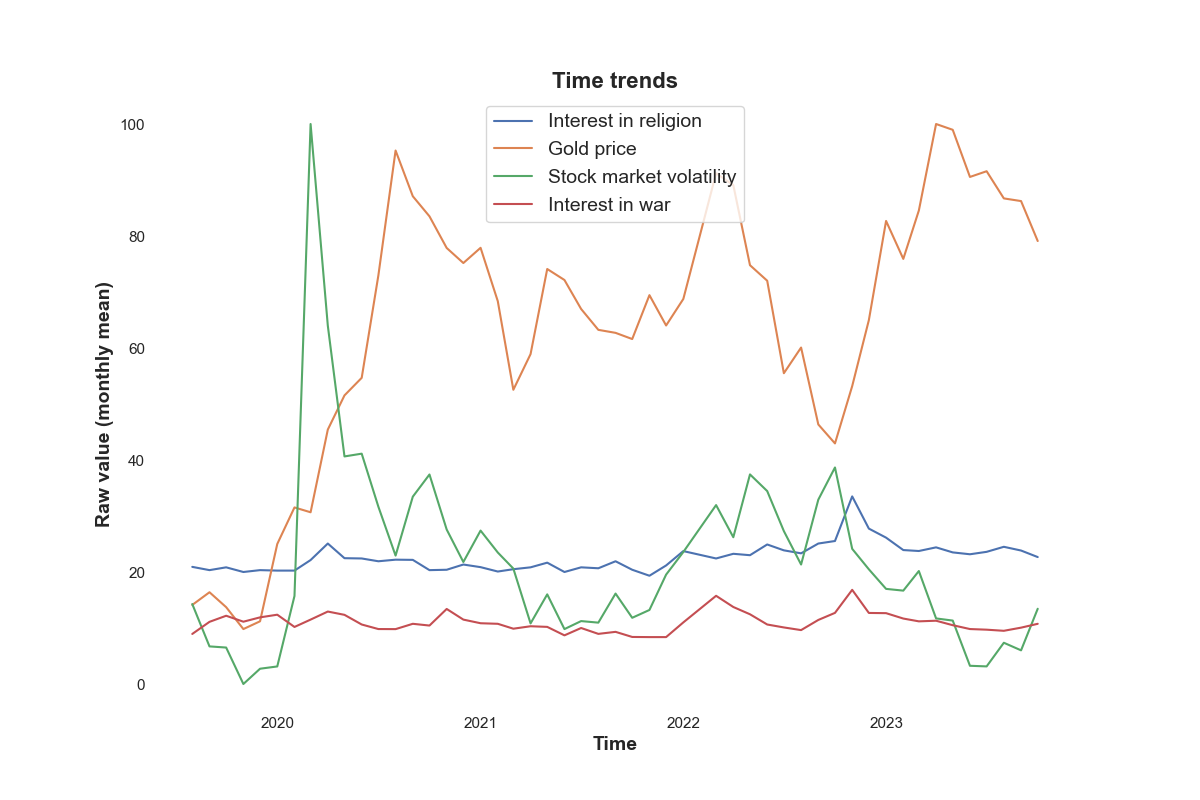 Time trends
Interest in religion
Gold price
Stock market volatility
Interest in war
Raw value (monthly mean)
100
80
60
40
20
0
2020 2021 2022 2023
Time